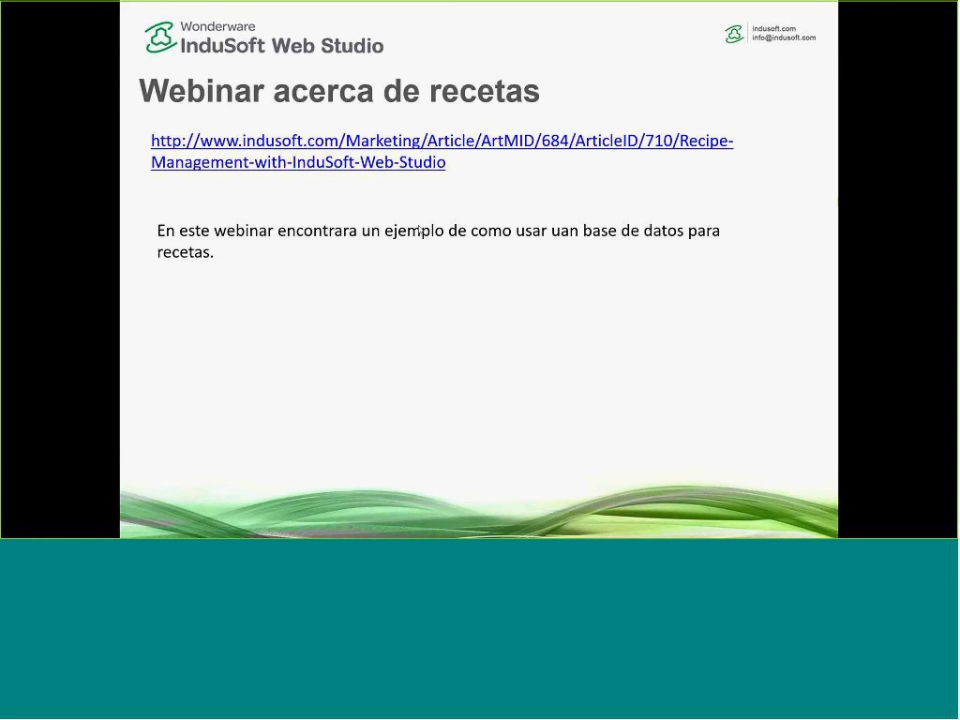 Wonderware
InduSoft Web Studio
indusoft.com
info@indusoft.com
Webinar acerca de recetas
http://www.indusoft.com/Marketing/Article/ArtMID/684/ArticleID/710/Recipe-
Management-with-InduSoft-Web-Studio
En este webinar encontrara un ejemplo de como usar uan base de datos para
recetas.